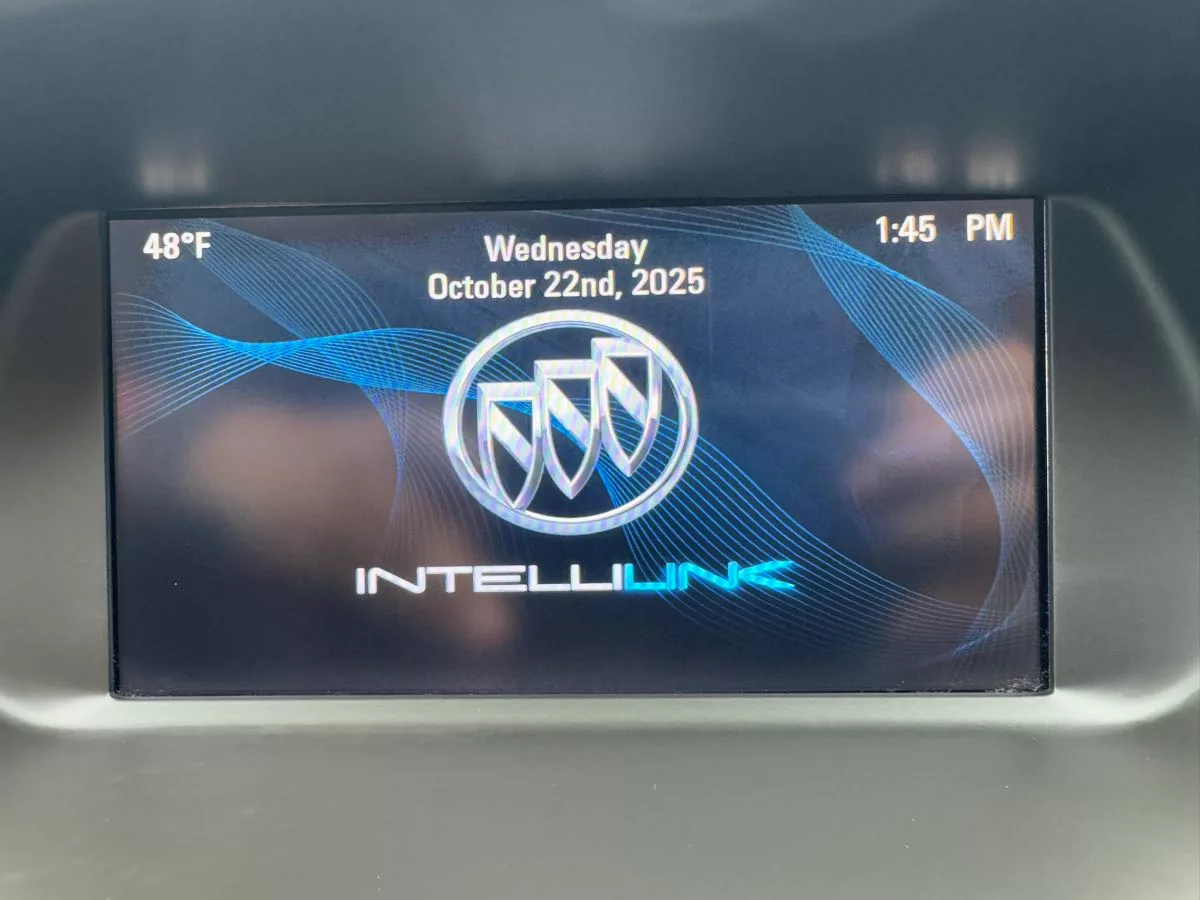 48°F
Wednesday
October 22nd, 2025
1:45 PM
INTELLILINK